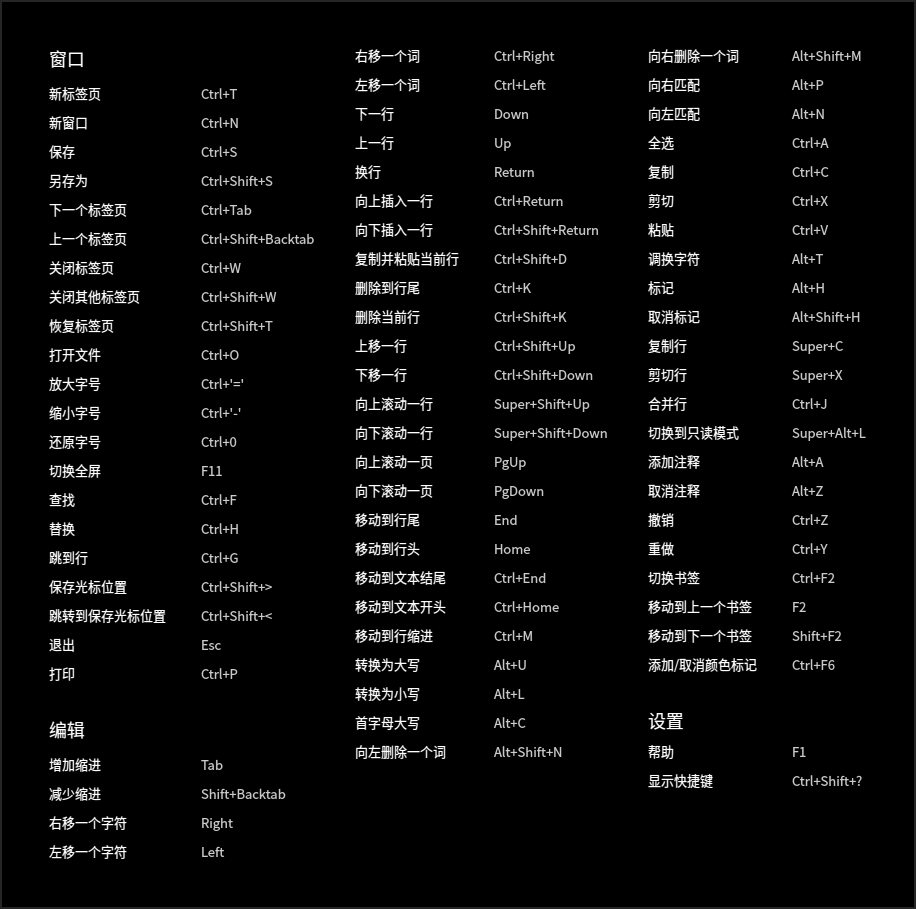 窗口
新标签页 Ctrl+T
新窗口 Ctrl+N
保存 Ctrl+S
另存为 Ctrl+Shift+S
下一个标签页 Ctrl+Tab
上一个标签页 Ctrl+Shift+Backtab
关闭标签页 Ctrl+W
关闭其他标签页 Ctrl+Shift+W
恢复标签页 Ctrl+Shift+T
打开文件 Ctrl+O
放大字号 Ctrl+'='
缩小字号 Ctrl+'-'
还原字号 Ctrl+0
切换全屏 F11
查找 Ctrl+F
替换 Ctrl+H
跳到行 Ctrl+G
保存光标位置 Ctrl+Shift+>
跳转到保存光标位置 Ctrl+Shift+<
退出 Esc
打印 Ctrl+P
编辑
增加缩进 Tab
减少缩进 Shift+Backtab
右移一个字符 Right
左移一个字符 Left
右移一个词 Ctrl+Right
左移一个词 Ctrl+Left
下一行 Down
上一行 Up
换行 Return
向上插入一行 Ctrl+Return
向下插入一行 Ctrl+Shift+Return
复制并粘贴当前行 Ctrl+Shift+D
删除到行尾 Ctrl+K
删除当前行 Ctrl+Shift+K
上移一行 Ctrl+Shift+Up
下移一行 Ctrl+Shift+Down
向上滚动一行 Super+Shift+Up
向下滚动一行 Super+Shift+Down
向上滚动一页 PgUp
向下滚动一页 PgDown
移动到行尾 End
移动到行头 Home
移动到文本结尾 Ctrl+End
移动到文本开头 Ctrl+Home
移动到行缩进 Ctrl+M
转换为大写 Alt+U
转换为小写 Alt+L
首字母大写 Alt+C
向左删除一个词 Alt+Shift+N
向右删除一个词 Alt+Shift+M
向右匹配 Alt+P
向左匹配 Alt+N
全选 Ctrl+A
复制 Ctrl+C
剪切 Ctrl+X
粘贴 Ctrl+V
调换字符 Alt+T
标记 Alt+H
取消标记 Alt+Shift+H
复制行 Super+C
剪切行 Super+X
合并行 Ctrl+J
切换到只读模式 Super+Alt+L
添加注释 Alt+A
取消注释 Alt+Z
撤销 Ctrl+Z
重做 Ctrl+Y
切换书签 Ctrl+F2
移动到上一个书签 F2
移动到下一个书签 Shift+F2
添加/取消颜色标记 Ctrl+F6
设置
帮助 F1
显示快捷键 Ctrl+Shift+?